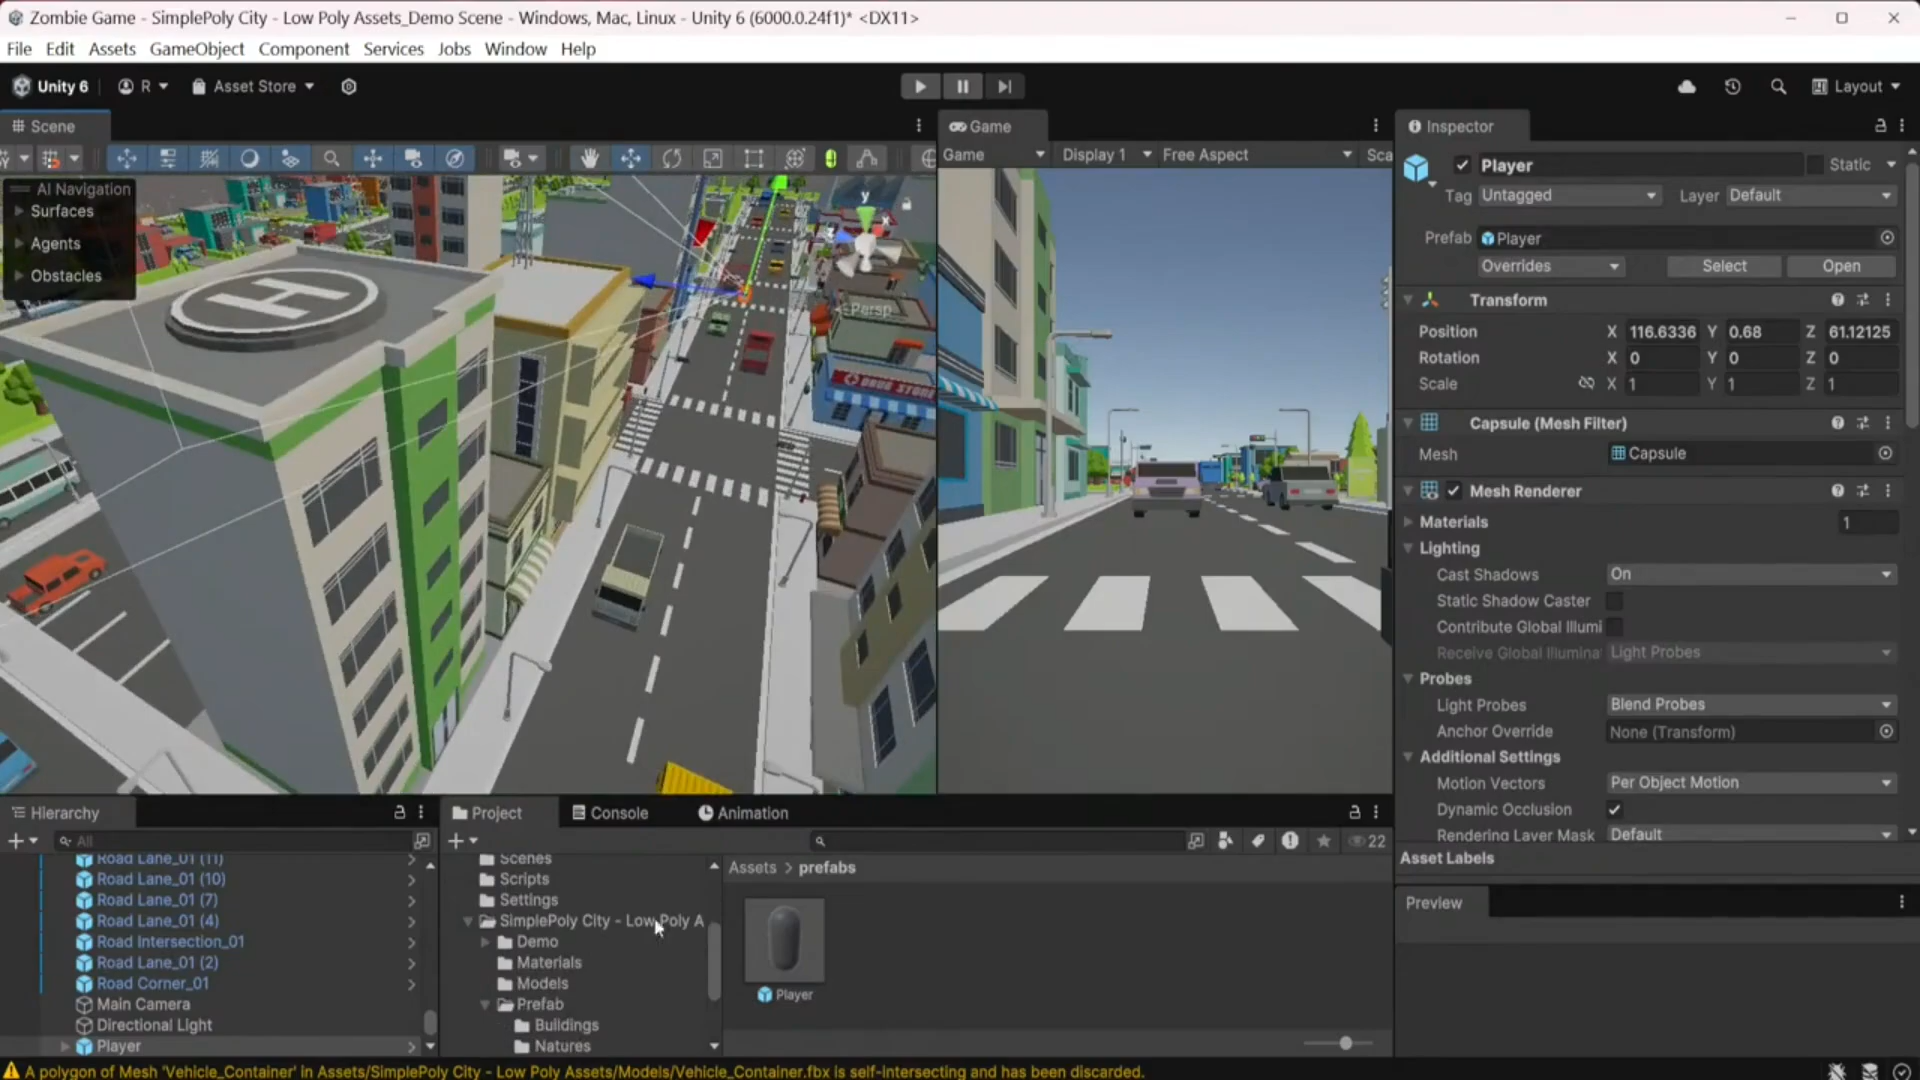 Zombie Game - SimplePoly City - Low Poly Assets_Demo Scene - Windows, Mac, Linux - Unity 6 (6000.0.24f1)* <DX11>
File Edit Assets GameObject Component Services Jobs Window Help
Unity 6 R Asset Store Layout
Scene Game Inspector
Game Display 1 Free Aspect Sca
AI Navigation
Surfaces
Agents
Obstacles
y
x
Persp
DRUG STORE
Player Static
Tag Untagged Layer Default
Prefab Player
Overrides Select Open
Transform
Position X 116.6336 Y 0.68 Z 61.12125
Rotation X 0 Y 0 Z 0
Scale X 1 Y 1 Z 1
Capsule (Mesh Filter)
Mesh Capsule
Mesh Renderer
Materials 1
Lighting
Cast Shadows On
Static Shadow Caster
Contribute Global Illumi
Receive Global Illumina Light Probes
Probes
Light Probes Blend Probes
Anchor Override None (Transform)
Additional Settings
Motion Vectors Per Object Motion
Dynamic Occlusion
Rendering Layer Mask Default
Asset Labels
Preview
Hierarchy
All
Road Lane_01 (11)
Road Lane_01 (10)
Road Lane_01 (7)
Road Lane_01 (4)
Road Intersection_01
Road Lane_01 (2)
Road Corner_01
Main Camera
Directional Light
Player
Project Console Animation
22
Scenes
Scripts
Settings
SimplePoly City - Low Poly A
Demo
Materials
Models
Prefab
Buildings
Natures
Assets > prefabs
Player
A polygon of Mesh 'Vehicle_Container' in Assets/SimplePoly City - Low Poly Assets/Models/Vehicle_Container.fbx is self-intersecting and has been discarded.